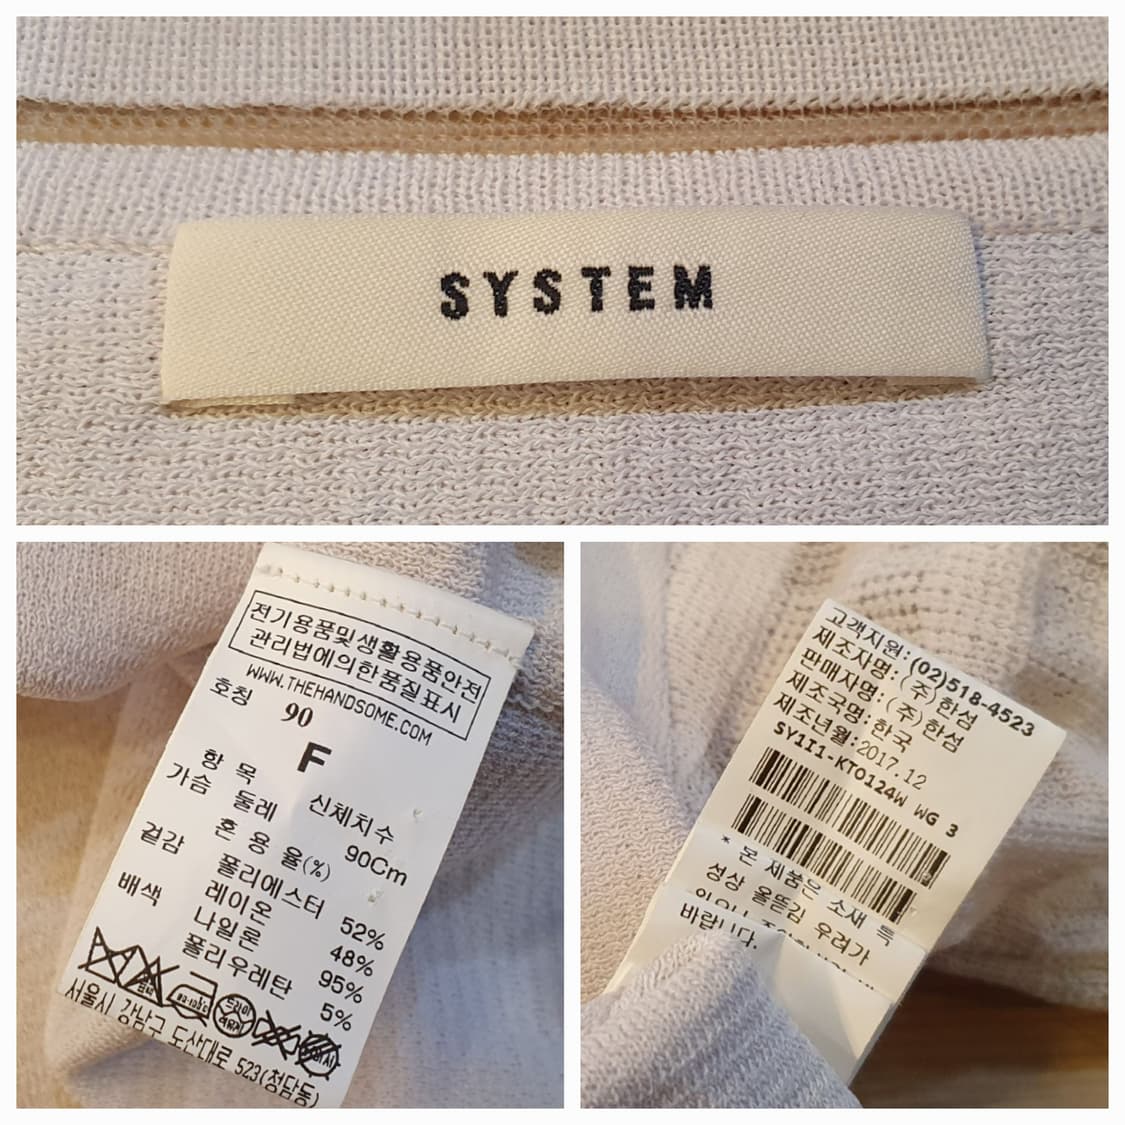 SYSTEM
전기용품및생활용품안전
관리법에의한품질표시
WWW.THEHANDSOME.COM
호칭 90
F
항 목 신체치수
가슴 둘레 90Cm
혼 용 율(%)
겉감 폴리에스터 52%
레이온 48%
배색 나일론 95%
폴리우레탄 5%
서울시 강남구 도산대로 523(청담동)
고객지원:(02)518-4523
제조자명:(주)한섬
판매자명:(주)한섬
제조국명:한국
제조년월:2017.12
SY1I1-KTO124W WG 3
* 본 제품은 소재 특
성상 올뜯김 우려가
바랍니다.